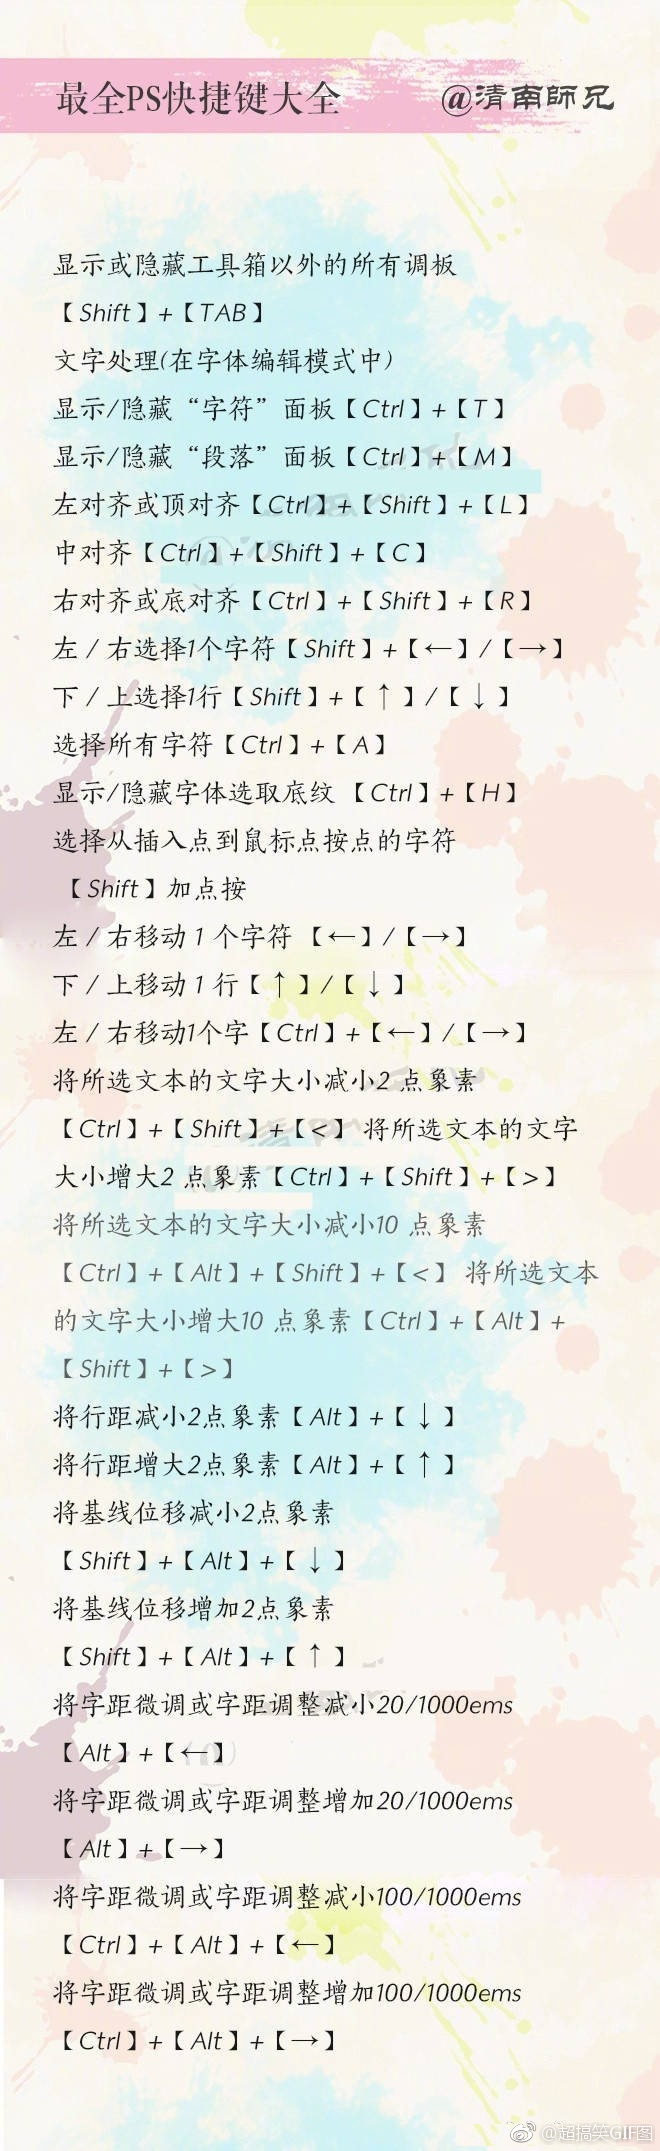 最全PS快捷键大全
@清南師兄
显示或隐藏工具箱以外的所有调板
【Shift】+【TAB】
文字处理(在字体编辑模式中)
显示/隐藏“字符”面板【Ctrl】+【T】
显示/隐藏“段落”面板【Ctrl】+【M】
左对齐或顶对齐【Ctrl】+【Shift】+【L】
中对齐【Ctrl】+【Shift】+【C】
右对齐或底对齐【Ctrl】+【Shift】+【R】
左/右选择1个字符【Shift】+【←】/【→】
下/上选择1行【Shift】+【↑】/【↓】
选择所有字符【Ctrl】+【A】
显示/隐藏字体选取底纹 【Ctrl】+【H】
选择从插入点到鼠标点按点的字符
【Shift】加点按
左/右移动 1 个字符 【←】/【→】
下/上移动 1 行【↑】/【↓】
左/右移动1个字【Ctrl】+【←】/【→】
将所选文本的文字大小减小2 点象素
【Ctrl】+【Shift】+【<】 将所选文本的文字
大小增大2 点象素【Ctrl】+【Shift】+【>】
将所选文本的文字大小减小10 点象素
【Ctrl】+【Alt】+【Shift】+【<】 将所选文本
的文字大小增大10 点象素【Ctrl】+【Alt】+
【Shift】+【>】
将行距减小2点象素【Alt】+【↓】
将行距增大2点象素【Alt】+【↑】
将基线位移减小2点象素
【Shift】+【Alt】+【↓】
将基线位移增加2点象素
【Shift】+【Alt】+【↑】
将字距微调或字距调整减小20/1000ems
【Alt】+【←】
将字距微调或字距调整增加20/1000ems
【Alt】+【→】
将字距微调或字距调整减小100/1000ems
【Ctrl】+【Alt】+【←】
将字距微调或字距调整增加100/1000ems
【Ctrl】+【Alt】+【→】
@超搞笑GIF图